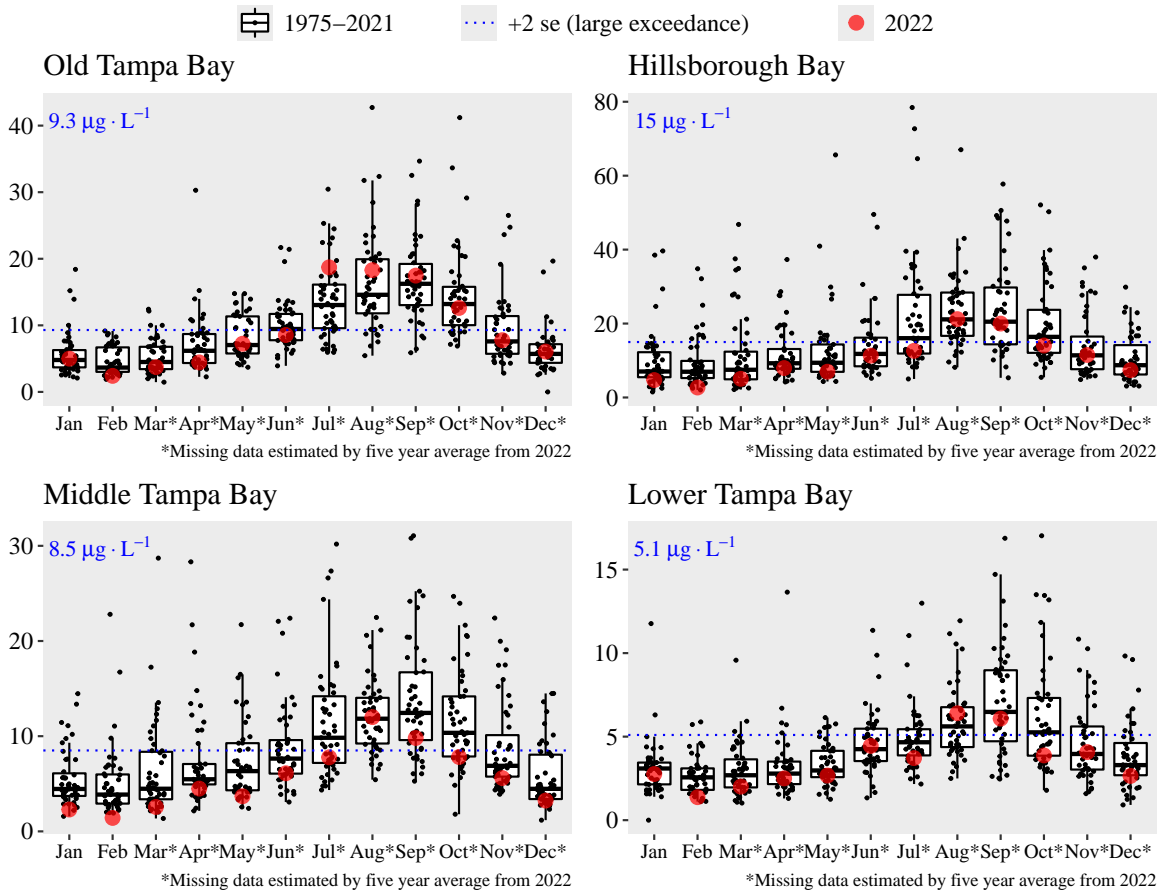 1975–2021 +2 se (large exceedance) 2022
Old Tampa Bay
9.3 μg · L⁻¹
40
30
20
10
0
Jan Feb Mar* Apr* May* Jun* Jul* Aug* Sep* Oct* Nov* Dec*
*Missing data estimated by five year average from 2022
Hillsborough Bay
15 μg · L⁻¹
80
60
40
20
0
Jan Feb Mar* Apr* May* Jun* Jul* Aug* Sep* Oct* Nov* Dec*
*Missing data estimated by five year average from 2022
Middle Tampa Bay
8.5 μg · L⁻¹
30
20
10
0
Jan Feb Mar* Apr* May* Jun* Jul* Aug* Sep* Oct* Nov* Dec*
*Missing data estimated by five year average from 2022
Lower Tampa Bay
5.1 μg · L⁻¹
15
10
5
0
Jan Feb Mar* Apr* May* Jun* Jul* Aug* Sep* Oct* Nov* Dec*
*Missing data estimated by five year average from 2022